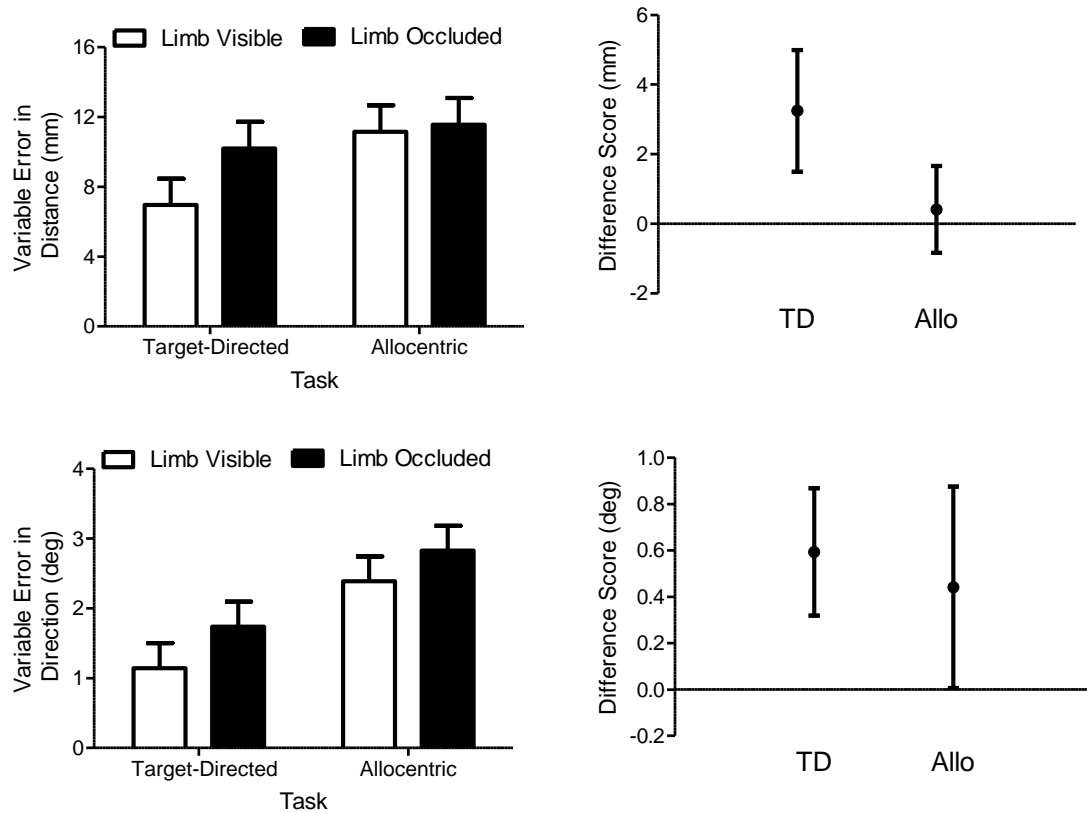 Limb Visible Limb Occluded
Variable Error in
Distance (mm)
16
12
8
4
0
Target-Directed Allocentric
Task
Difference Score (mm)
6
4
2
0
-2
TD Allo
Limb Visible Limb Occluded
Variable Error in
Direction (deg)
4
3
2
1
0
Target-Directed Allocentric
Task
Difference Score (deg)
1.0
0.8
0.6
0.4
0.2
0.0
-0.2
TD Allo